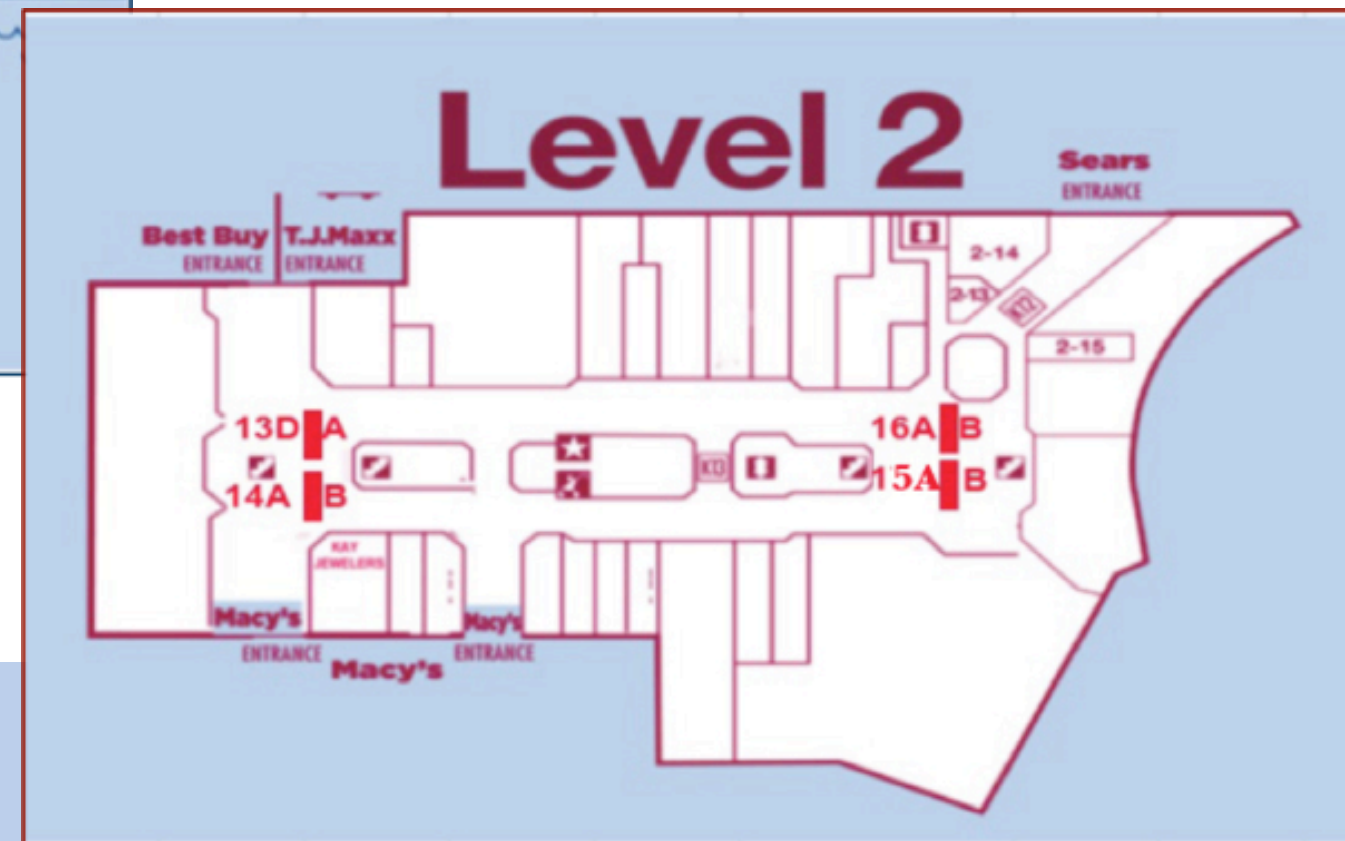 Level 2
Sears
ENTRANCE
Best Buy
ENTRANCE
T.J.Maxx
ENTRANCE
2-14
2-13
K12
2-15
13D A
16A B
K13
14A B
15A B
KAY
JEWELERS
Macy's
ENTRANCE
Macy's
ENTRANCE
Macy's